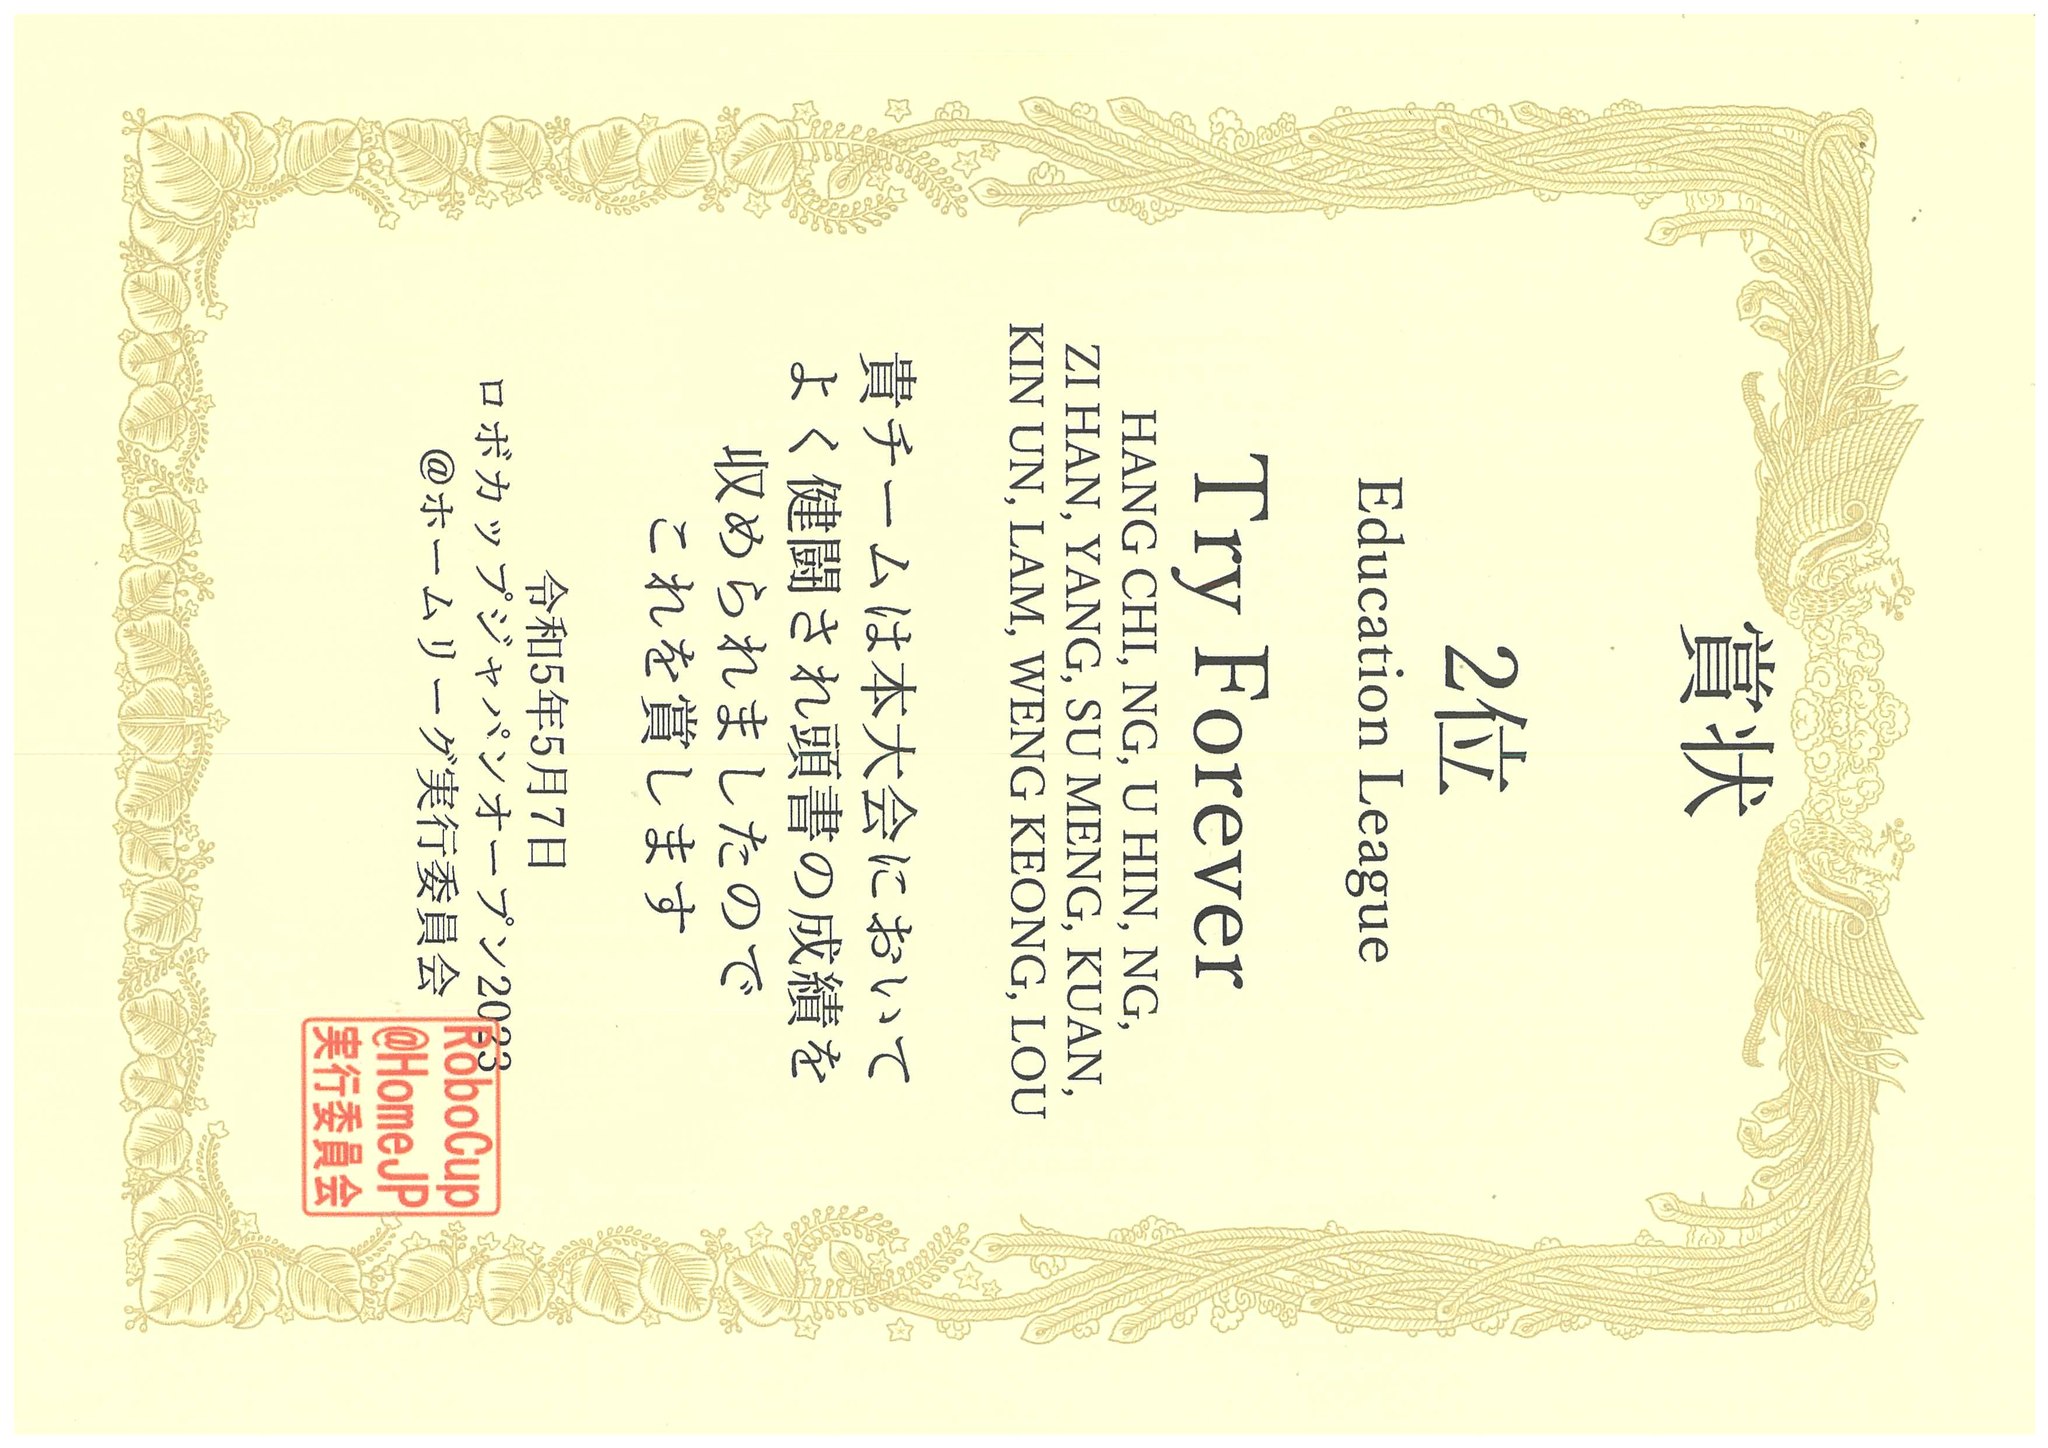 賞状
2位
Education League
Try Forever
HANG CHI, NG, U HIN, NG,
ZI HAN, YANG, SU MENG, KUAN,
KIN UN, LAM, WENG KEONG, LOU
貴チームは本大会において
よく健闘され頭書の成績を
収められましたので
これを賞します
令和5年5月7日
ロボカップジャパンオープン2023
@ホームリーグ実行委員会
RoboCup
@HomeJP
実行委員会